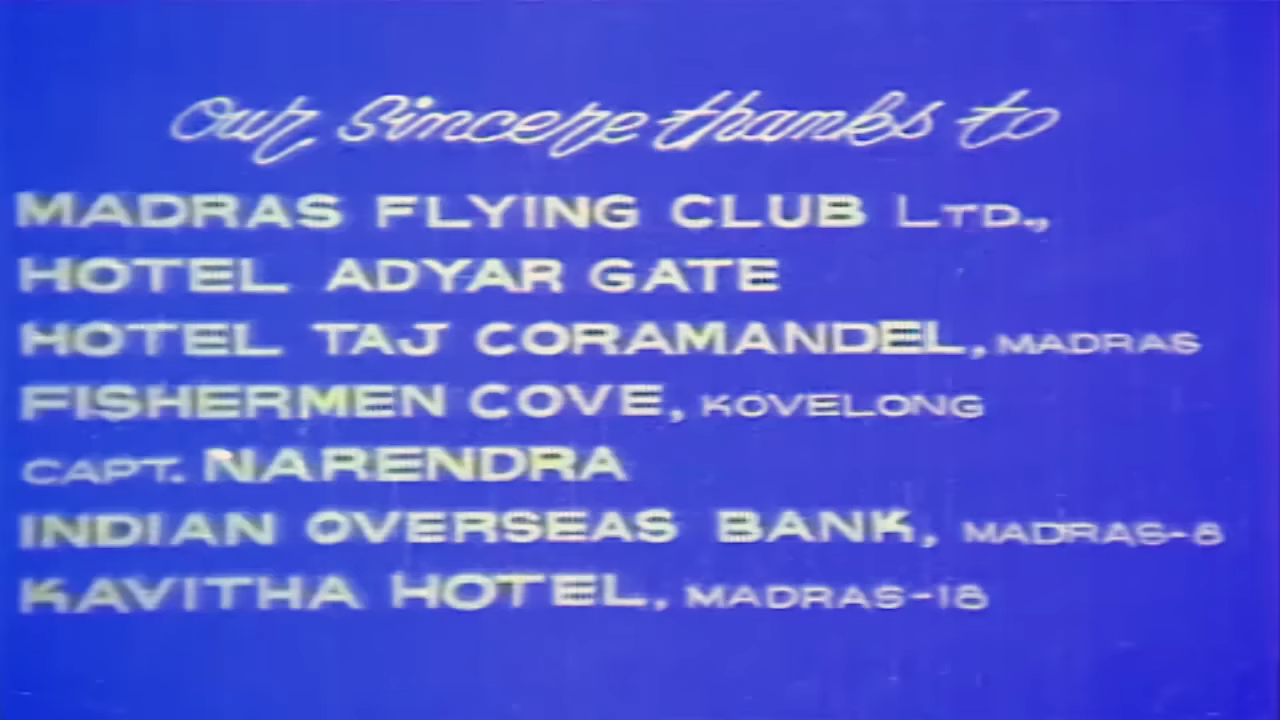 Our Sincere thanks to
MADRAS FLYING CLUB LTD.,
HOTEL ADYAR GATE
HOTEL TAJ CORAMANDEL, MADRAS
FISHERMEN COVE, KOVELONG
CAPT. NARENDRA
INDIAN OVERSEAS BANK, MADRAS-8
KAVITHA HOTEL, MADRAS-18